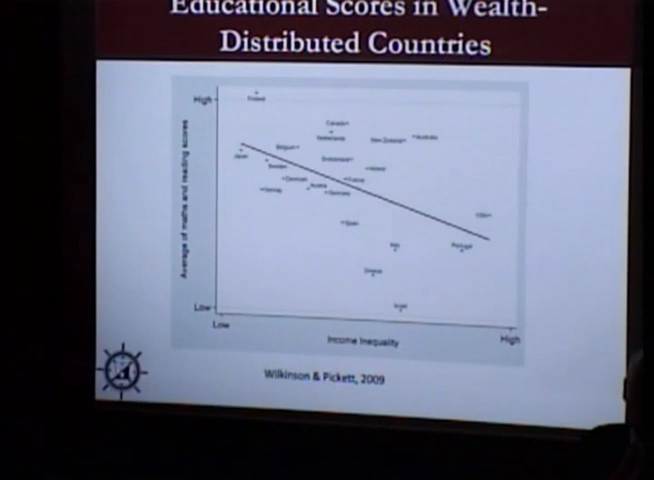 Educational Scores in Wealth-
Distributed Countries
High
Finland
Canada
Netherlands
New Zealand
Australia
Belgium
Japan
Switzerland
Sweden
Ireland
Denmark
France
Austria
Norway
Germany
USA
Spain
Italy
Portugal
Greece
Israel
Average of maths and reading scores
Low
Low
Income Inequality
High
Wilkinson & Pickett, 2009